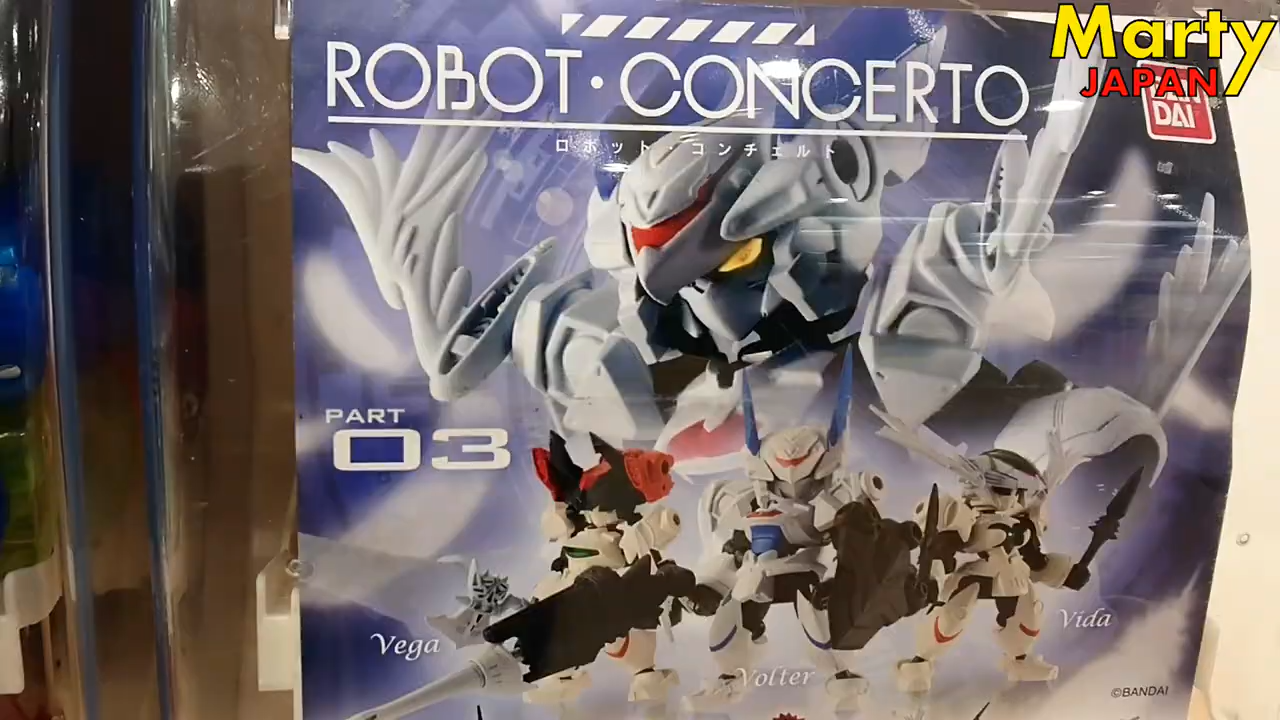 Marty
JAPAN
ROBOT・CONCERTO
ロボット・コンチェルト
DAI
PART
03
Vega
Volter
Vida
©BANDAI